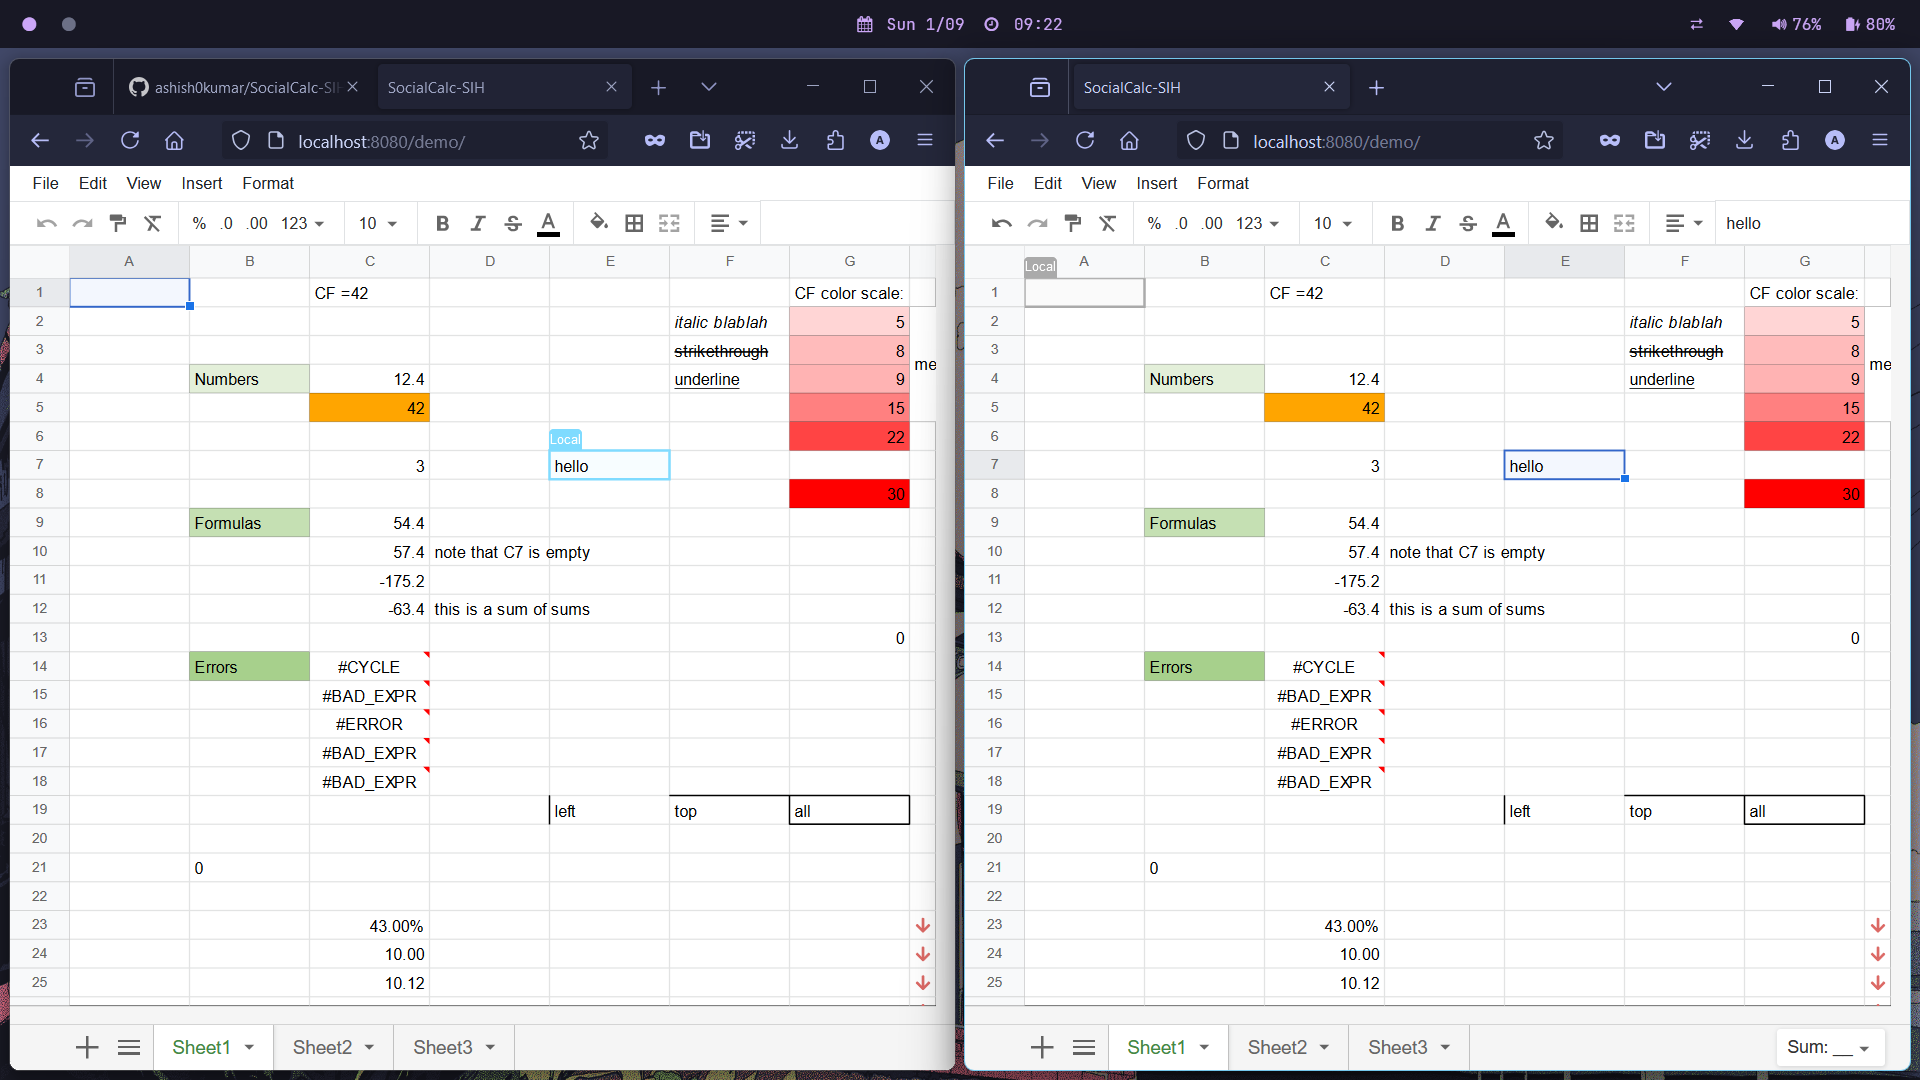 Sun 1/09 09:22 76% 80%
ashish0kumar/SocialCalc-SIH SocialCalc-SIH
localhost:8080/demo/
File Edit View Insert Format
% .0 .00 123 10 B I S A
A B C D E F G
1 CF =42 CF color scale:
2 italic blablah 5
3 strikethrough 8
me
4 Numbers 12.4 underline 9
5 42 15
6 Local 22
7 3 hello
8 30
9 Formulas 54.4
10 57.4 note that C7 is empty
11 -175.2
12 -63.4 this is a sum of sums
13 0
14 Errors #CYCLE
15 #BAD_EXPR
16 #ERROR
17 #BAD_EXPR
18 #BAD_EXPR
19 left top all
20
21 0
22
23 43.00%
24 10.00
25 10.12
Sheet1 Sheet2 Sheet3
SocialCalc-SIH
localhost:8080/demo/
File Edit View Insert Format
% .0 .00 123 10 B I S A hello
Local A B C D E F G
1 CF =42 CF color scale:
2 italic blablah 5
3 strikethrough 8
me
4 Numbers 12.4 underline 9
5 42 15
6 22
7 3 hello
8 30
9 Formulas 54.4
10 57.4 note that C7 is empty
11 -175.2
12 -63.4 this is a sum of sums
13 0
14 Errors #CYCLE
15 #BAD_EXPR
16 #ERROR
17 #BAD_EXPR
18 #BAD_EXPR
19 left top all
20
21 0
22
23 43.00%
24 10.00
25 10.12
Sheet1 Sheet2 Sheet3 Sum: __